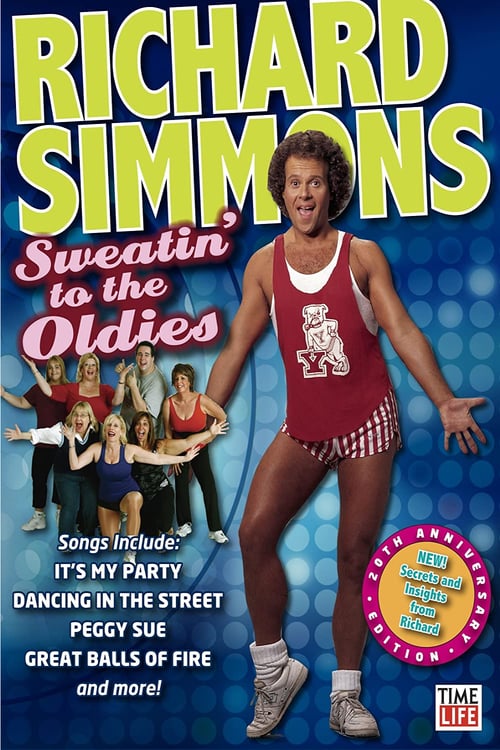 RICHARD
SIMMONS
Sweatin'
to the
Oldies
Y
Songs Include:
IT'S MY PARTY
DANCING IN THE STREET
PEGGY SUE
GREAT BALLS OF FIRE
and more!
20TH ANNIVERSARY
NEW!
Secrets and
Insights
from
Richard
EDITION
TIME
LIFE